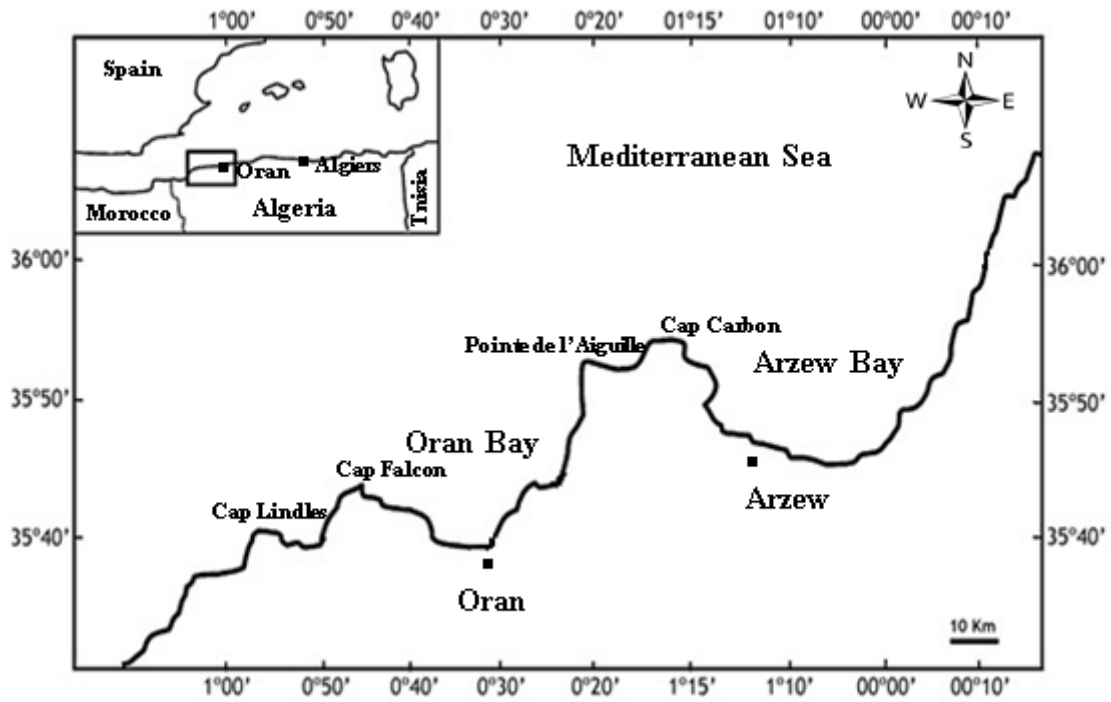 1°00’ 0°50’ 0°40’ 0°30’ 0°20’ 01°15’ 01°10’ 00°00’ 00°10’
Spain
Oran
Algiers
Morocco
Algeria
Tnisia
N
W E
S
Mediterranean Sea
36°00’ 36°00’
Cap Carbon
Pointe de l’Aiguille
Arzew Bay
35°50’ 35°50’
Oran Bay
Cap Falcon
Cap Lindles
Arzew
35°40’ 35°40’
Oran
10 Km
1°00’ 0°50’ 0°40’ 0°30’ 0°20’ 1°15’ 1°10’ 00°00’ 00°10’